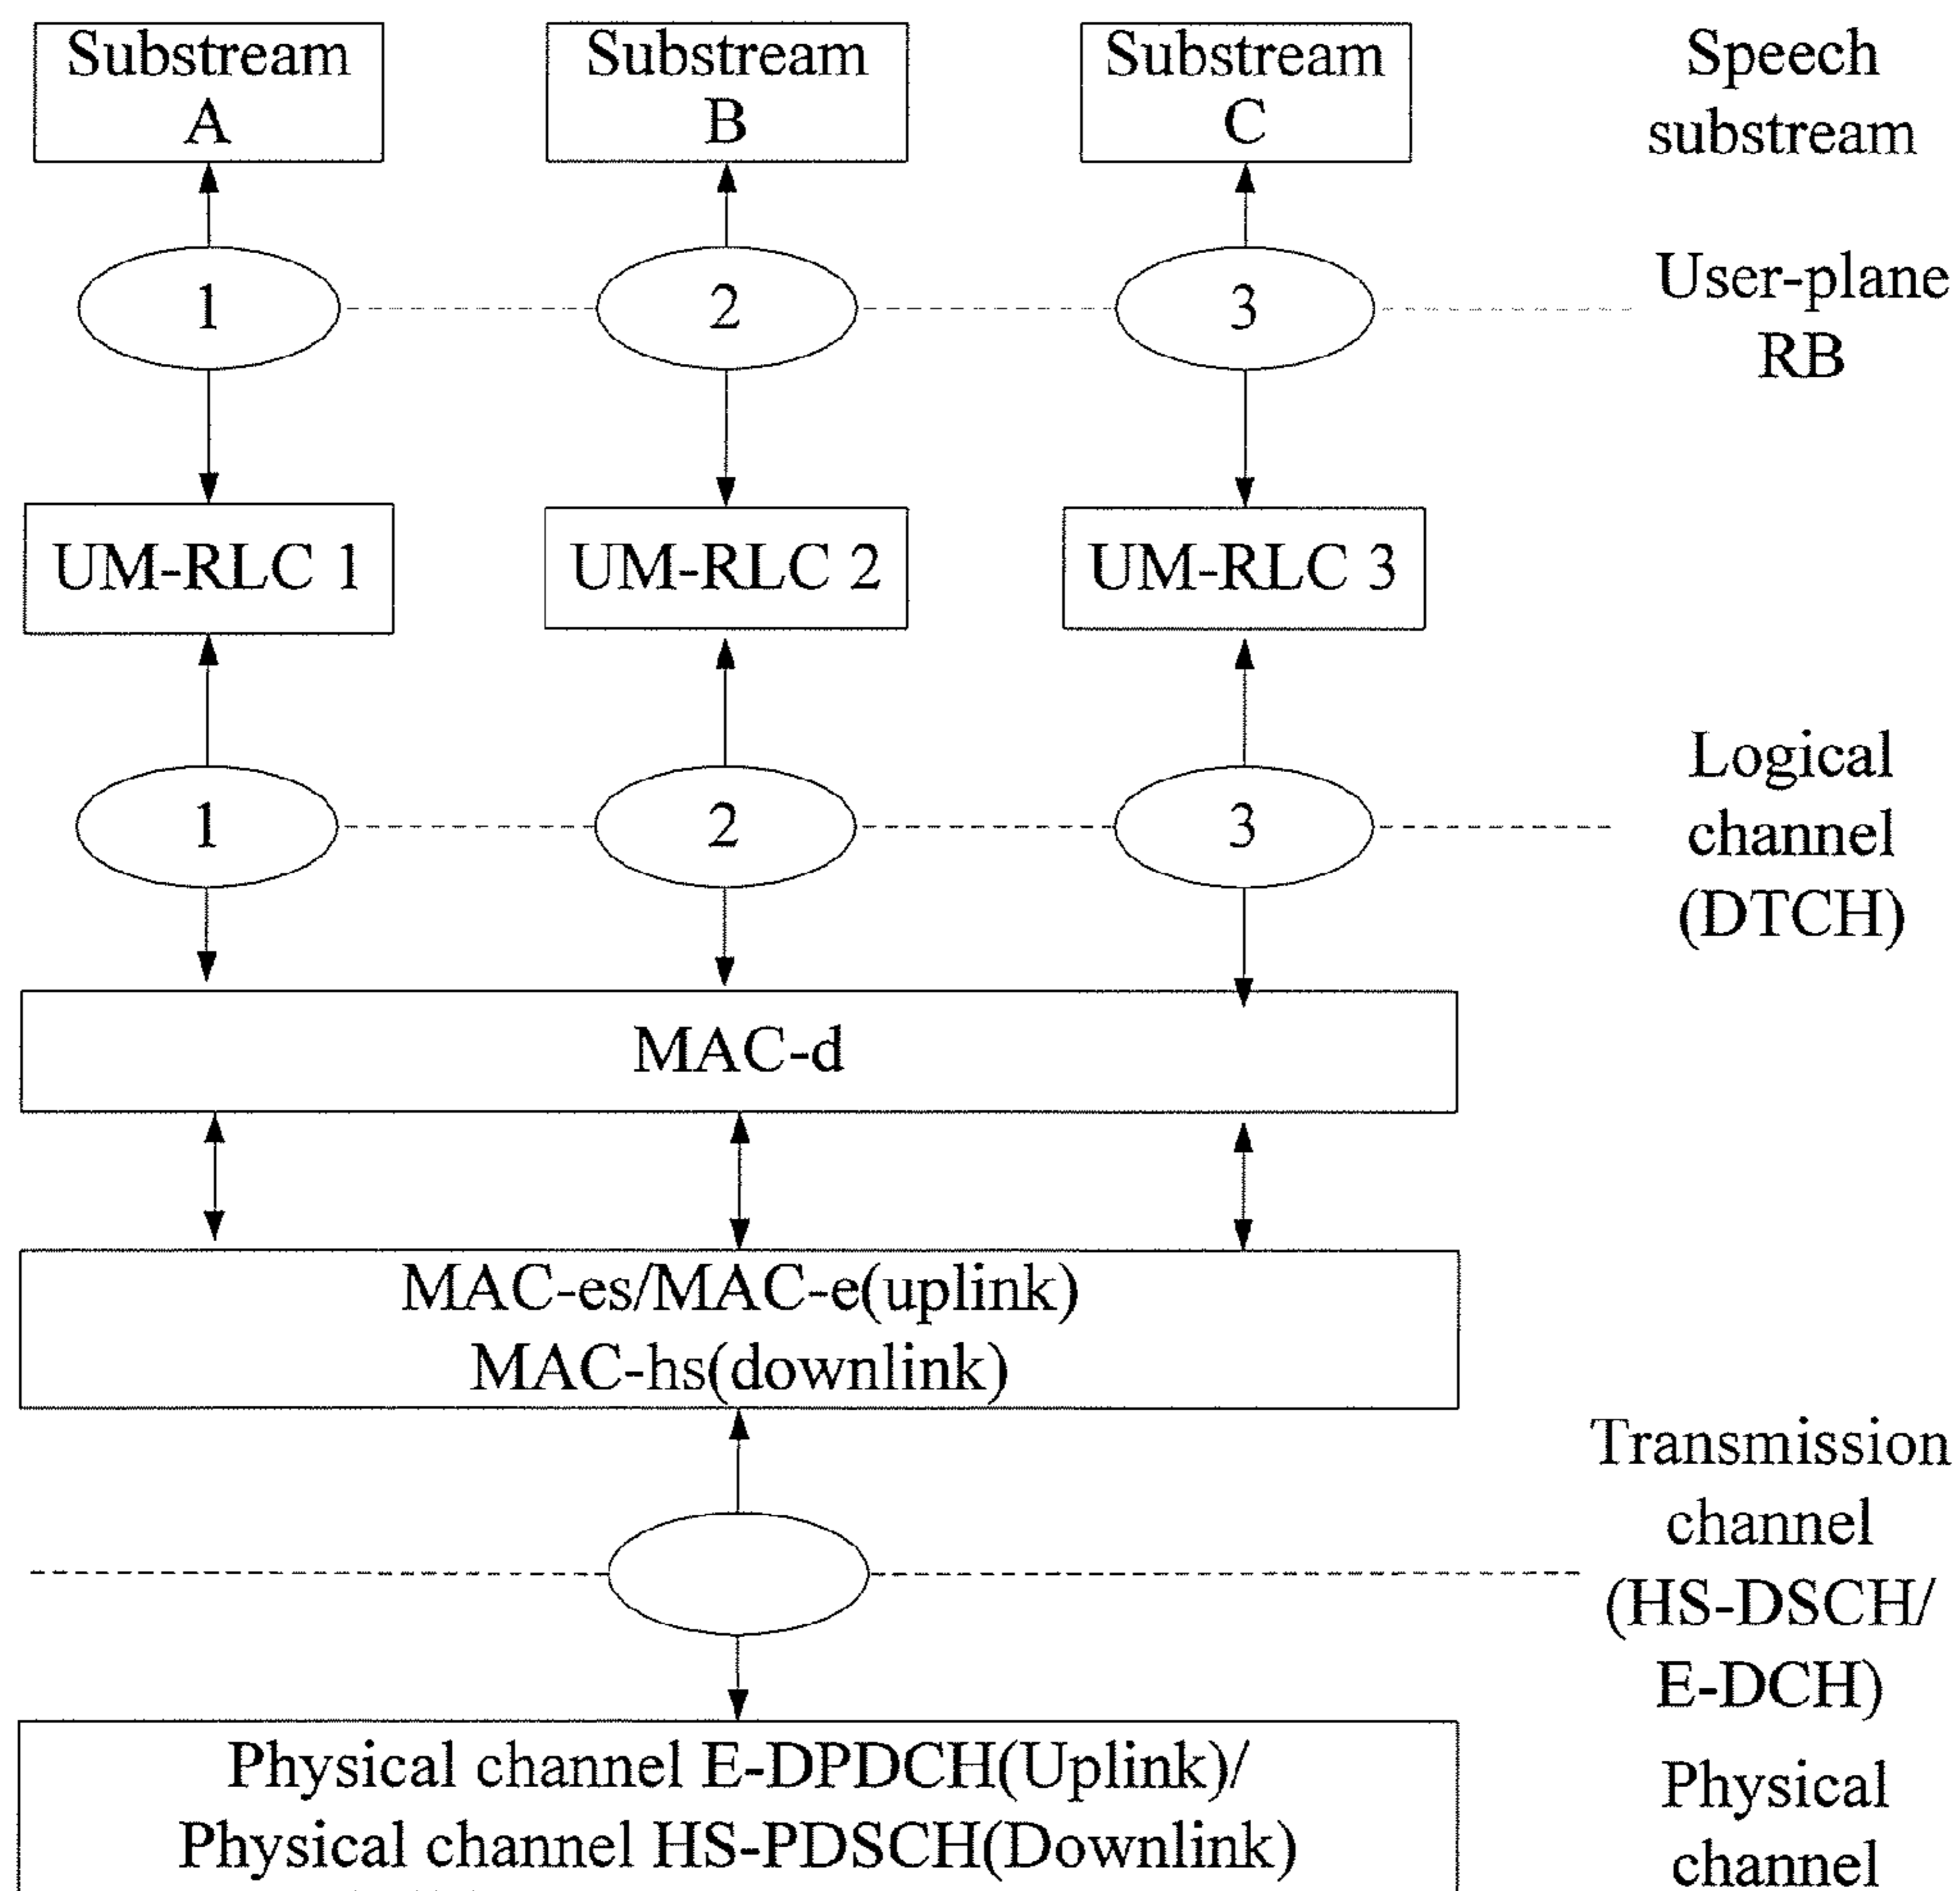 Substream
A
Substream
B
Substream
C
Speech
substream
1
2
3
User-plane
RB
UM-RLC 1
UM-RLC 2
UM-RLC 3
1
2
3
Logical
channel
(DTCH)
MAC-d
MAC-es/MAC-e(uplink)
MAC-hs(downlink)
Transmission
channel
(HS-DSCH/
E-DCH)
Physical channel E-DPDCH(Uplink)/
Physical channel HS-PDSCH(Downlink)
Physical
channel